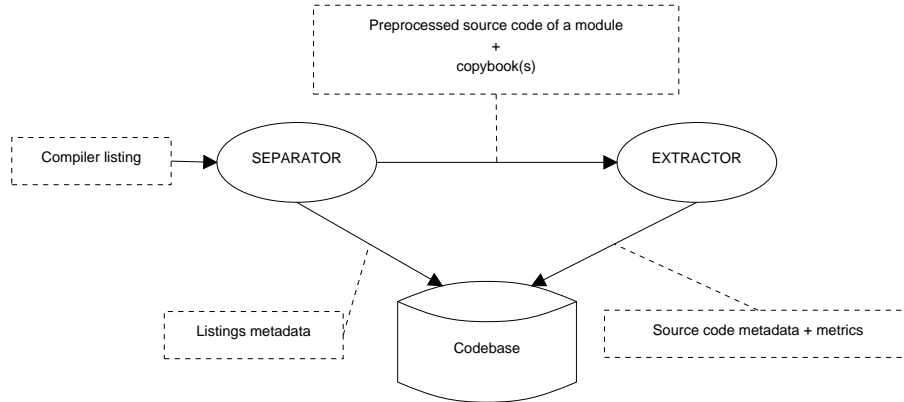 Preprocessed source code of a module
+
copybook(s)
Compiler listing
SEPARATOR
EXTRACTOR
Listings metadata
Codebase
Source code metadata + metrics